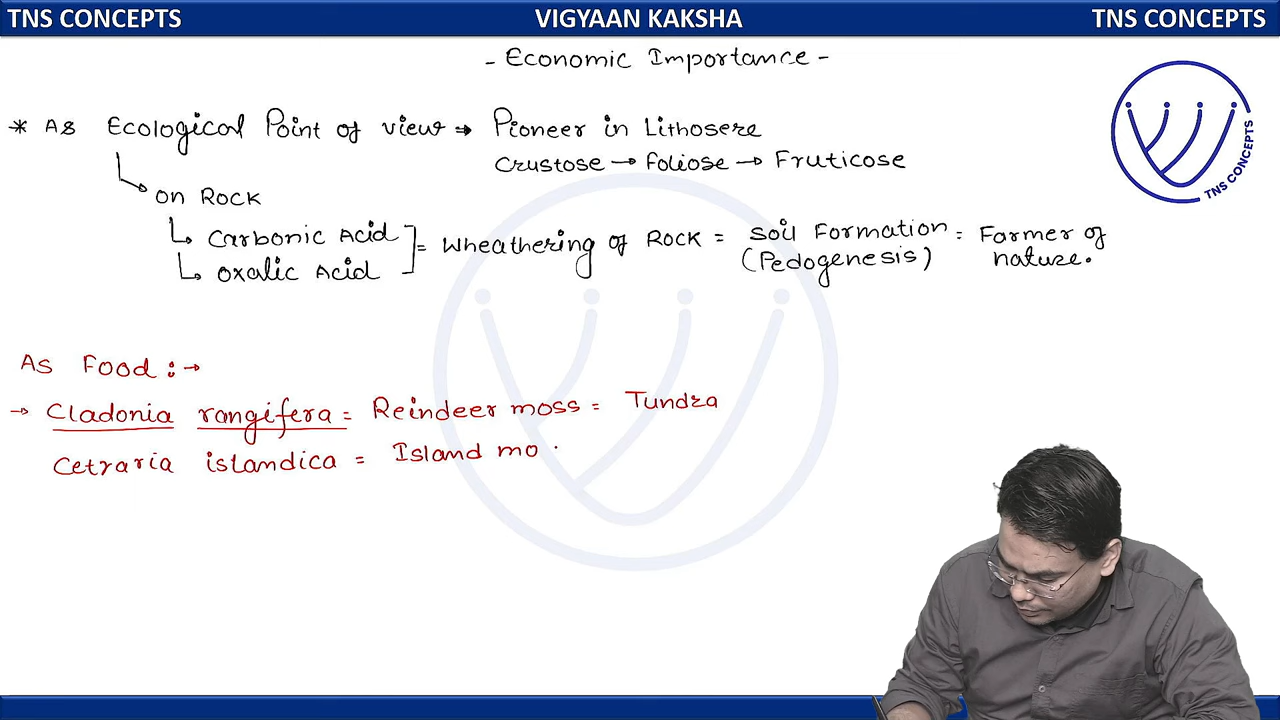 TNS CONCEPTS VIGYAAN KAKSHA TNS CONCEPTS
- Economic Importance -
TNS CONCEPTS
* As Ecological Point of view → Pioneer in Lithosere
Crustose → Foliose → Fruticose
on Rock
Carbonic Acid
Oxalic Acid
= Wheathering of Rock = Soil Formation = Farmer of
(Pedogenesis) nature.
As Food :→
→ Cladonia rangifera = Reindeer moss = Tundra
Cetraria islandica = Island mo